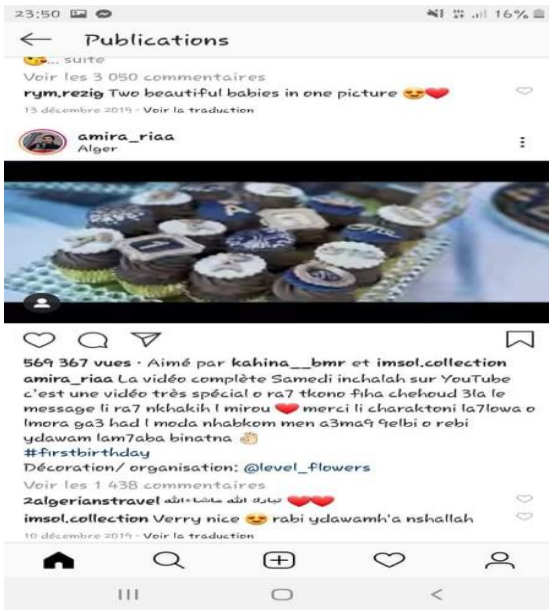 23:50 16%
Publications
😘... suite
Voir les 3 050 commentaires
rym.rezig Two beautiful babies in one picture 😍❤️
13 décembre 2019 · Voir la traduction
amira_riaa
Alger
569 367 vues · Aimé par kahina__bmr et imsol.collection
amira_riaa La vidéo complète Samedi inchalah sur YouTube
c'est une vidéo très spécial o ra7 tkono fiha chehoud 3la le
message li ra7 nkhakih l mirou ❤️ merci li charaktoni la7lowa o
lmora ga3 had l moda nhabkom men a3ma9 9elbi o rebi
ydawam lam7aba binatna 👏🏻
#firstbirthday
Décoration/ organisation: @level_flowers
Voir les 1 438 commentaires
2algerianstravel تبارك الله ماشاءالله ❤️❤️
imsol.collection Verry nice 😍 rabi ydawamh'a nshallah
10 décembre 2019 · Voir la traduction